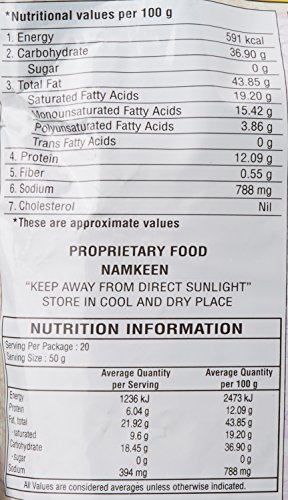 *Nutritional values per 100 g
1. Energy 591 kcal
2. Carbohydrate 36.90 g
Sugar 0 g
3. Total Fat 43.85 g
Saturated Fatty Acids 19.20 g
Monounsaturated Fatty Acids 15.42 g
Polyunsaturated Fatty Acids 3.86 g
Trans Fatty Acids 0 g
4. Protein 12.09 g
5. Fiber 0.55 g
6. Sodium 788 mg
7. Cholesterol Nil
*These are approximate values
PROPRIETARY FOOD
NAMKEEN
"KEEP AWAY FROM DIRECT SUNLIGHT"
STORE IN COOL AND DRY PLACE
NUTRITION INFORMATION
Serving Per Package : 20
Serving Size : 50 g
Average Quantity Average Quantity
per Serving per 100 g
Energy 1236 kJ 2473 kJ
Protein 6.04 g 12.09 g
Fat, total 21.92 g 43.85 g
-saturated 9.6 g 19.20 g
Carbohydrate 18.45 g 36.90 g
-sugar 0 g 0 g
Sodium 394 mg 788 mg
All Values are considered averages unless otherwise indicated.